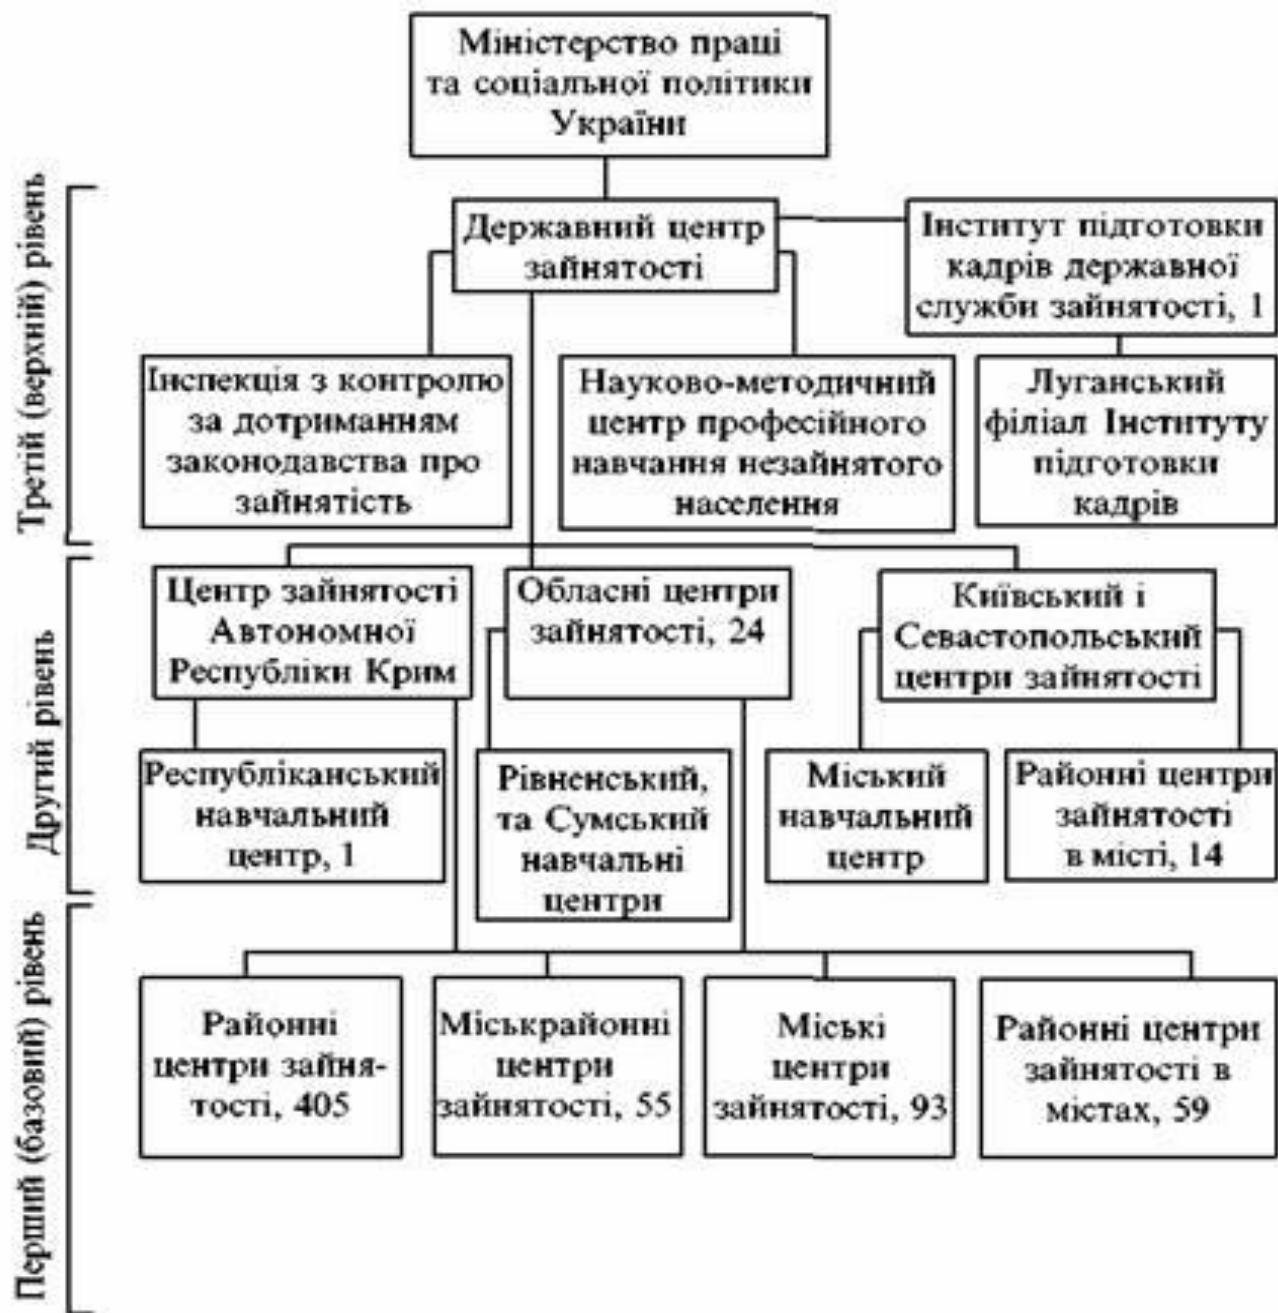 Міністерство праці
та соціальної політики
України
Третій (верхній) рівень
Державний центр
зайнятості
Інститут підготовки
кадрів державної
служби зайнятості, 1
Інспекція з контролю
за дотриманням
законодавства про
зайнятість
Науково-методичний
центр професійного
навчання незайнятого
населення
Луганський
філіал Інституту
підготовки
кадрів
Другий рівень
Центр зайнятості
Автономної
Республіки Крим
Обласні центри
зайнятості, 24
Київський і
Севастопольський
центри зайнятості
Республіканський
навчальний
центр, 1
Рівненський,
та Сумський
навчальні
центри
Міський
навчальний
центр
Районні центри
зайнятості
в місті, 14
Перший (базовий) рівень
Районні
центри зайня-
тості, 405
Міськрайонні
центри
зайнятості, 55
Міські
центри
зайнятості, 93
Районні центри
зайнятості в
містах, 59